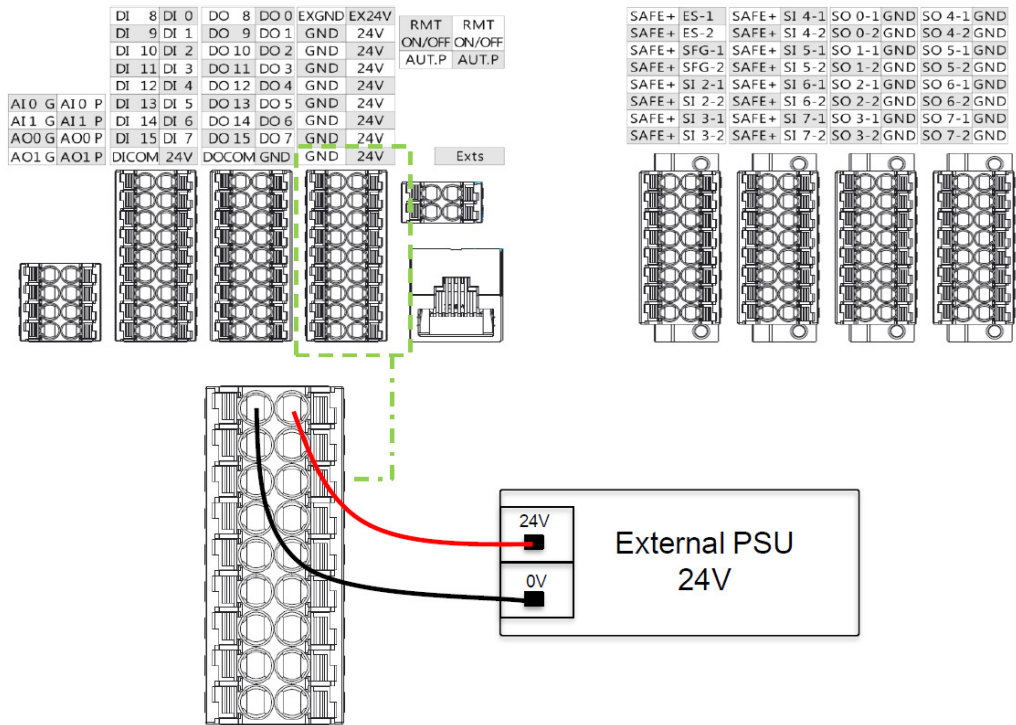 DI 8 DI 0 DO 8 DO 0 EXGND EX24V
DI 9 DI 1 DO 9 DO 1 GND 24V
DI 10 DI 2 DO 10 DO 2 GND 24V
DI 11 DI 3 DO 11 DO 3 GND 24V
DI 12 DI 4 DO 12 DO 4 GND 24V
AI0 G AI0 P DI 13 DI 5 DO 13 DO 5 GND 24V
AI1 G AI1 P DI 14 DI 6 DO 14 DO 6 GND 24V
AO0 G AO0 P DI 15 DI 7 DO 15 DO 7 GND 24V
AO1 G AO1 P DICOM 24V DOCOM GND GND 24V
RMT RMT
ON/OFF ON/OFF
AUT.P AUT.P
Exts
SAFE+ ES-1 SAFE+ SI 4-1 SO 0-1 GND SO 4-1 GND
SAFE+ ES-2 SAFE+ SI 4-2 SO 0-2 GND SO 4-2 GND
SAFE+ SFG-1 SAFE+ SI 5-1 SO 1-1 GND SO 5-1 GND
SAFE+ SFG-2 SAFE+ SI 5-2 SO 1-2 GND SO 5-2 GND
SAFE+ SI 2-1 SAFE+ SI 6-1 SO 2-1 GND SO 6-1 GND
SAFE+ SI 2-2 SAFE+ SI 6-2 SO 2-2 GND SO 6-2 GND
SAFE+ SI 3-1 SAFE+ SI 7-1 SO 3-1 GND SO 7-1 GND
SAFE+ SI 3-2 SAFE+ SI 7-2 SO 3-2 GND SO 7-2 GND
24V
0V
External PSU
24V